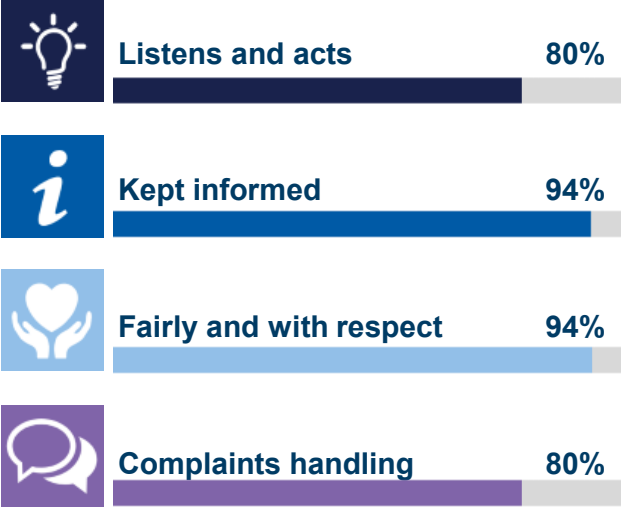 Listens and acts 80%
Kept informed 94%
Fairly and with respect 94%
Complaints handling 80%